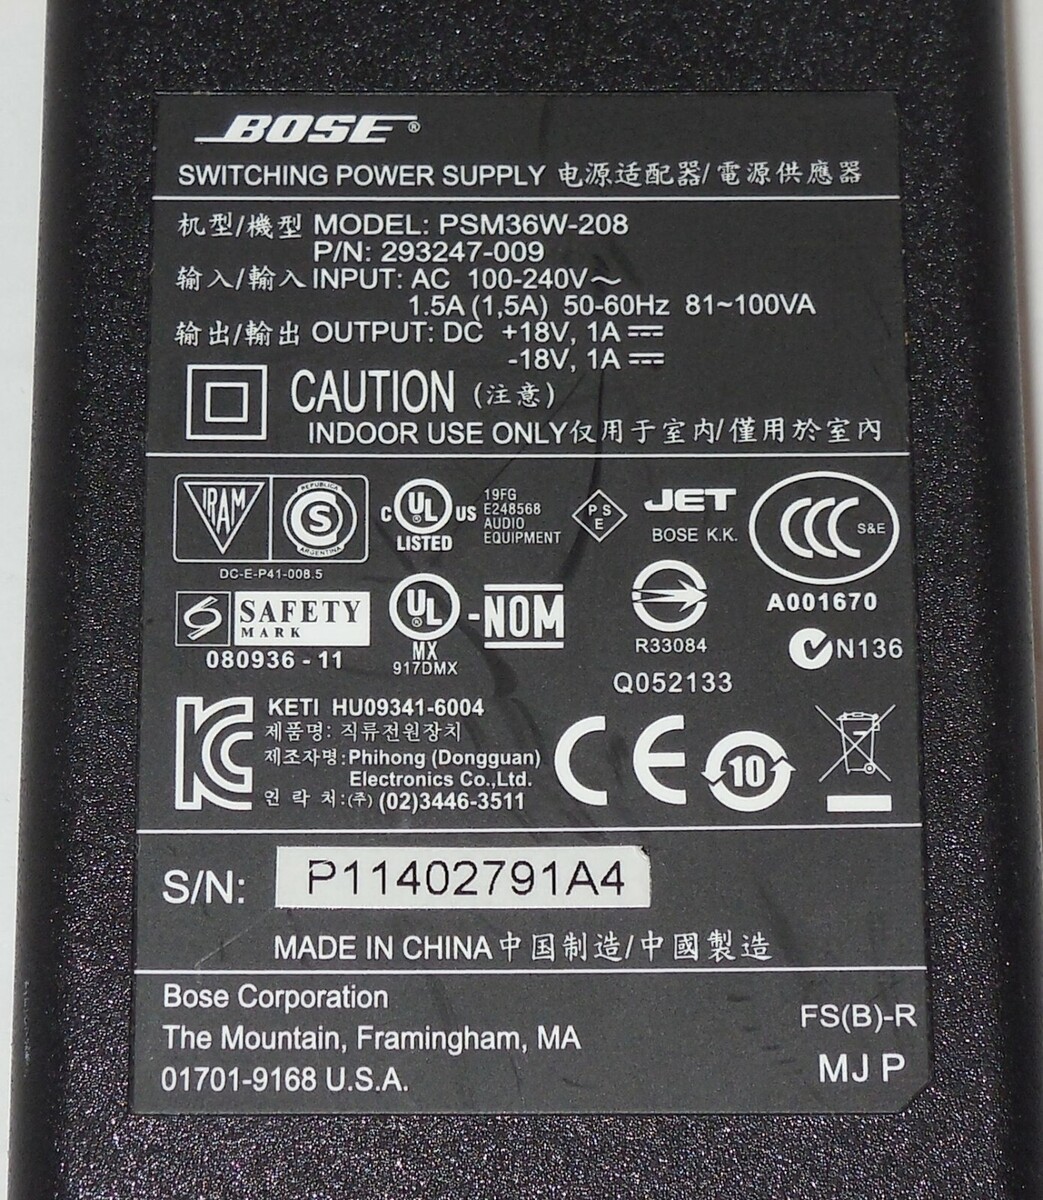 BOSE®
SWITCHING POWER SUPPLY 电源适配器/電源供應器
机型/機型 MODEL: PSM36W-208
P/N: 293247-009
输入/輸入 INPUT: AC 100-240V～
1.5A (1,5A) 50-60Hz 81~100VA
输出/輸出 OUTPUT: DC +18V, 1A ⎓
-18V, 1A ⎓
CAUTION (注意)
INDOOR USE ONLY仅用于室内/僅用於室內
IRAM
REPUBLICA
S
ARGENTINA
DC-E-P41-008.5
C UL US
LISTED
19FG
E248568
AUDIO
EQUIPMENT
PS
E
JET
BOSE K.K.
CCC S&E
A001670
SAFETY
MARK
080936 - 11
UL
MX
917DMX
-NOM
R33084
Q052133
N136
KC
KETI HU09341-6004
제품명: 직류전원장치
제조자명:Phihong (Dongguan)
Electronics Co.,Ltd.
연 락 처:(주) (02)3446-3511
CE
10
S/N: P11402791A4
MADE IN CHINA 中国制造/中國製造
Bose Corporation
The Mountain, Framingham, MA
01701-9168 U.S.A.
FS(B)-R
MJ P